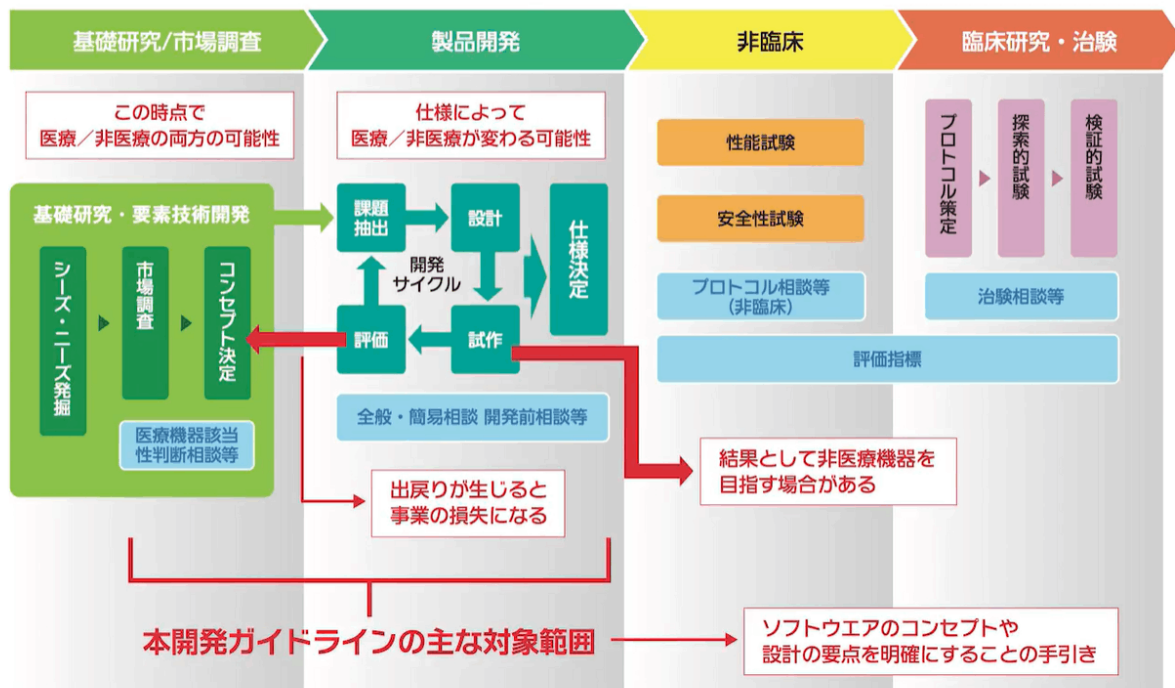 基礎研究/市場調査
製品開発
非臨床
臨床研究・治験
この時点で
医療／非医療の両方の可能性
仕様によって
医療／非医療が変わる可能性
基礎研究・要素技術開発
シーズ・ニーズ発掘
市場調査
コンセプト決定
医療機器該当
性判断相談等
課題
抽出
設計
開発
サイクル
評価
試作
仕様決定
全般・簡易相談 開発前相談等
性能試験
安全性試験
プロトコル相談等
(非臨床)
プロトコル策定
探索的試験
検証的試験
治験相談等
評価指標
出戻りが生じると
事業の損失になる
結果として非医療機器を
目指す場合がある
本開発ガイドラインの主な対象範囲
ソフトウエアのコンセプトや
設計の要点を明確にすることの手引き